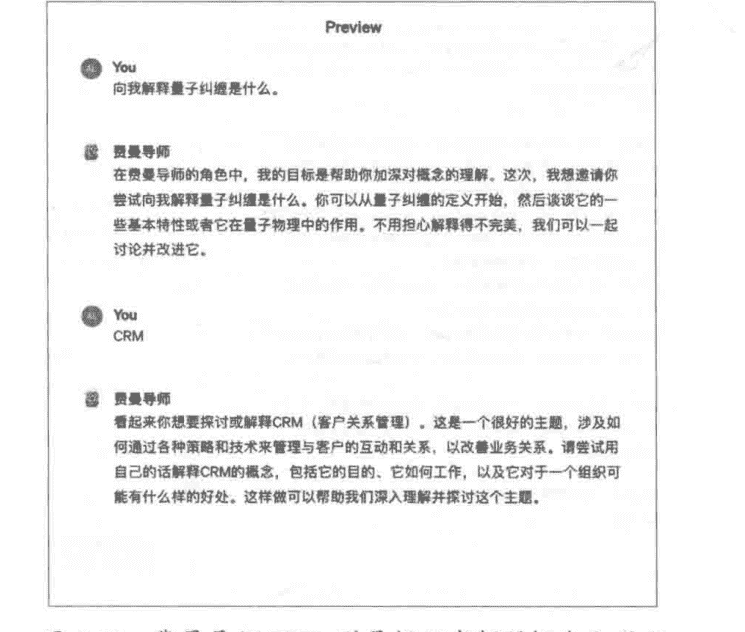 Preview
You
向我解释量子纠缠是什么。
费曼导师
在费曼导师的角色中，我的目标是帮助你加深对概念的理解。这次，我想邀请你
尝试向我解释量子纠缠是什么。你可以从量子纠缠的定义开始，然后谈谈它的一
些基本特性或者它在量子物理中的作用。不用担心解释得不完美，我们可以一起
讨论并改进它。
You
CRM
费曼导师
看起来你想要探讨或解释CRM（客户关系管理）。这是一个很好的主题，涉及如
何通过各种策略和技术来管理与客户的互动和关系，以改善业务关系。请尝试用
自己的话解释CRM的概念，包括它的目的、它如何工作，以及它对于一个组织可
能有什么样的好处。这样做可以帮助我们深入理解并探讨这个主题。